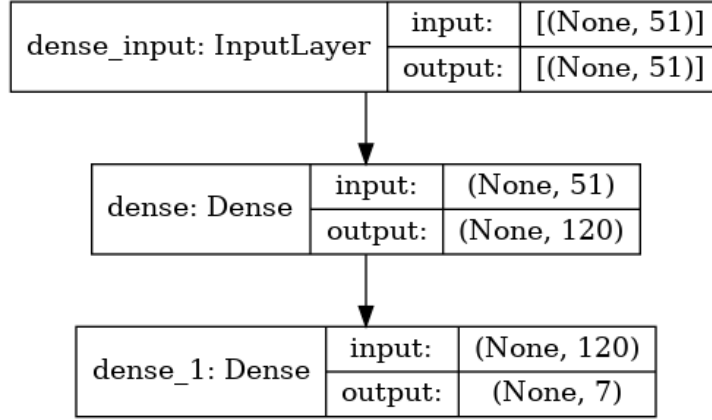 dense_input: InputLayer
input: [(None, 51)]
output: [(None, 51)]
dense: Dense
input: (None, 51)
output: (None, 120)
dense_1: Dense
input: (None, 120)
output: (None, 7)